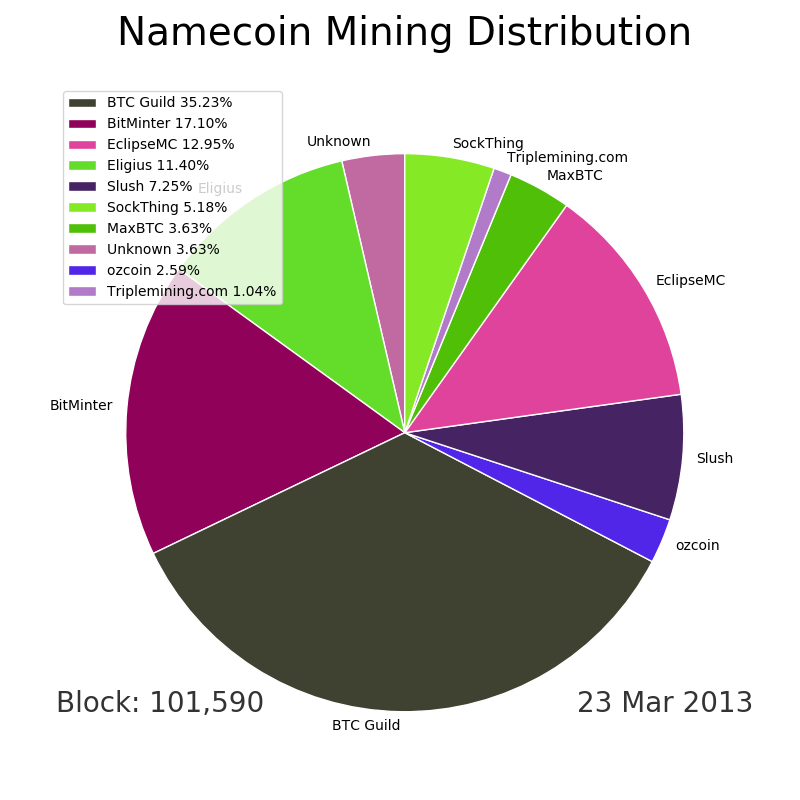 Namecoin Mining Distribution
BTC Guild 35.23%
BitMinter 17.10%
EclipseMC 12.95%
Eligius 11.40%
Slush 7.25%
SockThing 5.18%
MaxBTC 3.63%
Unknown 3.63%
ozcoin 2.59%
Triplemining.com 1.04%
Unknown
SockThing
Triplemining.com
MaxBTC
Eligius
EclipseMC
BitMinter
Slush
ozcoin
Block: 101,590
23 Mar 2013
BTC Guild